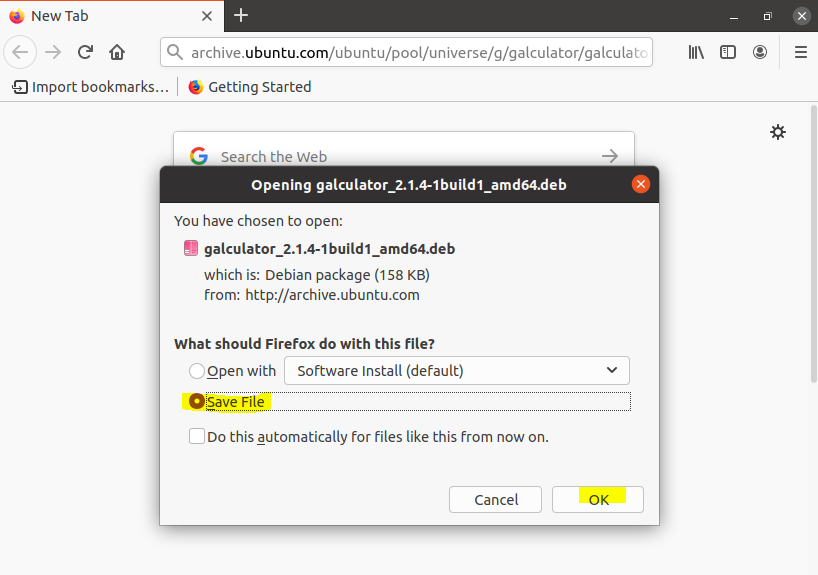 New Tab
archive.ubuntu.com/ubuntu/pool/universe/g/galculator/galculato
Import bookmarks…
Getting Started
Search the Web
Opening galculator_2.1.4-1build1_amd64.deb
You have chosen to open:
galculator_2.1.4-1build1_amd64.deb
which is: Debian package (158 KB)
from: http://archive.ubuntu.com
What should Firefox do with this file?
Open with Software Install (default)
Save File
Do this automatically for files like this from now on.
Cancel OK